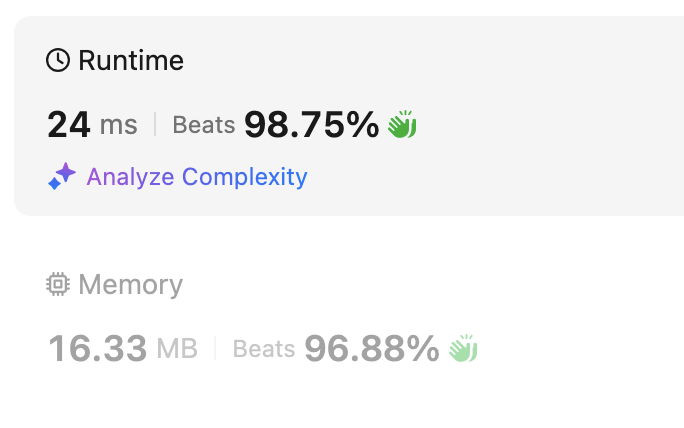 Runtime
24 ms Beats 98.75%
Analyze Complexity
Memory
16.33 MB Beats 96.88%